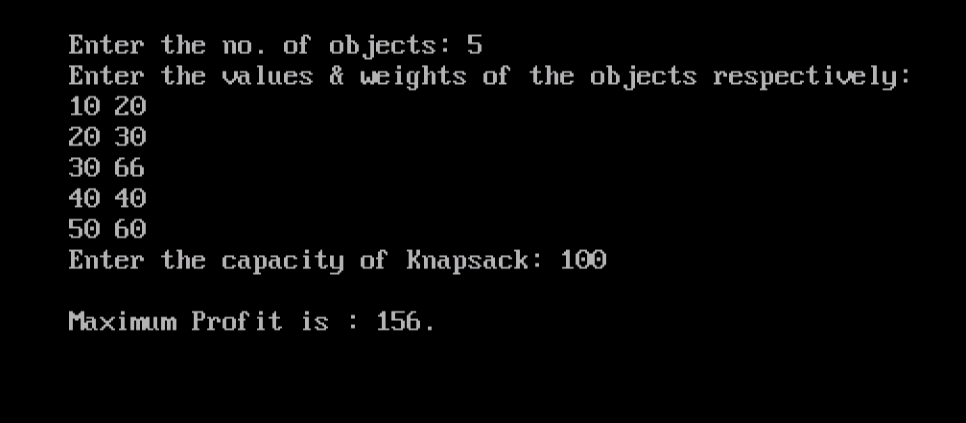 Enter the no. of objects: 5
Enter the values & weights of the objects respectively:
10 20
20 30
30 66
40 40
50 60
Enter the capacity of Knapsack: 100
Maximum Profit is : 156.